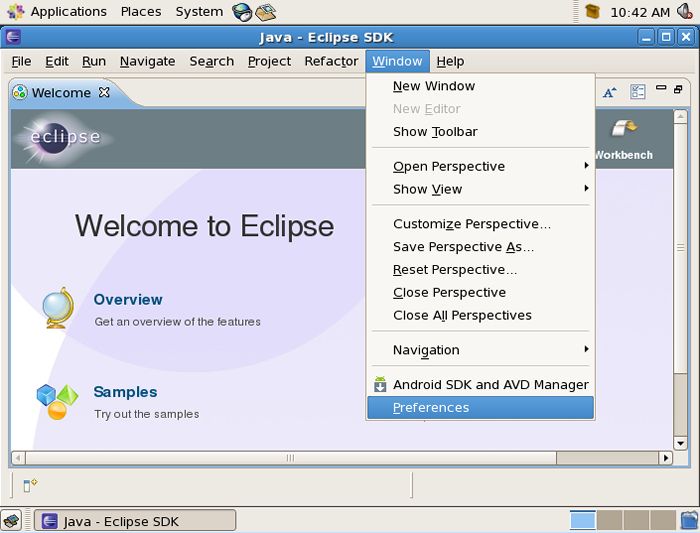 Applications Places System 10:42 AM
Java - Eclipse SDK
File Edit Run Navigate Search Project Refactor Window Help
Welcome
New Window
New Editor
Show Toolbar
Open Perspective
Show View
Customize Perspective...
Save Perspective As...
Reset Perspective...
Close Perspective
Close All Perspectives
Navigation
Android SDK and AVD Manager
Preferences
eclipse
Workbench
Welcome to Eclipse
Overview
Get an overview of the features
Samples
Try out the samples
Java - Eclipse SDK